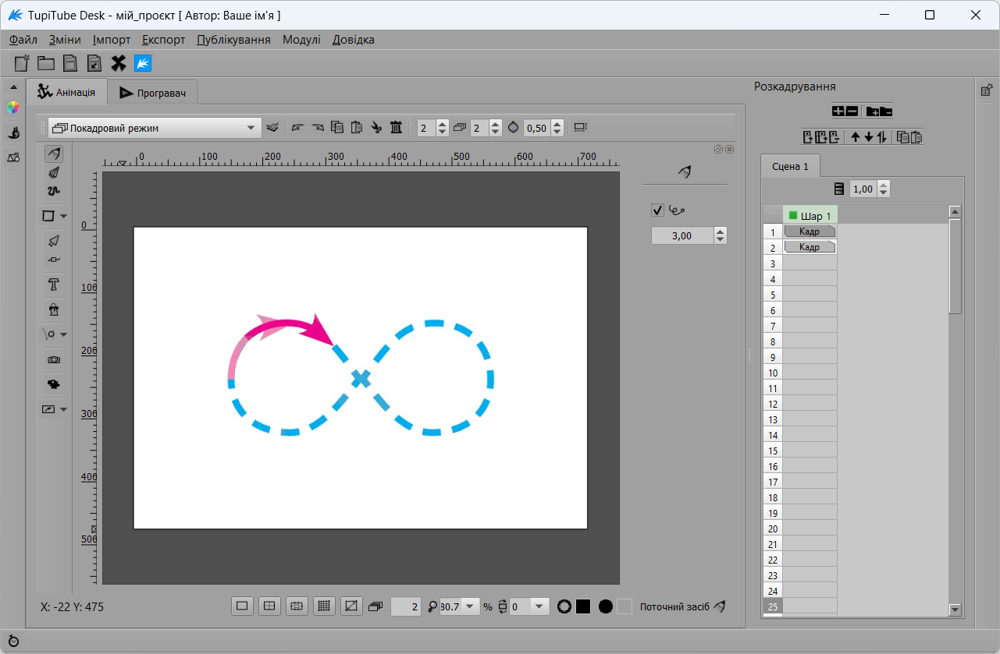 TupiTube Desk - мій_проєкт [ Автор: Ваше ім'я ]
Файл Зміни Імпорт Експорт Публікування Модулі Довідка
Анімація Програвач
Розкадрування
Покадровий режим 2 2 0,50
0 100 200 300 400 500 600 700
0
100
200
300
400
500
3,00
Сцена 1
1,00
Шар 1
1 Кадр
2 Кадр
3
4
5
6
7
8
9
10
11
12
13
14
15
16
17
18
19
20
21
22
23
24
25
X: -22 Y: 475 2 80.7 % 0 Поточний засіб